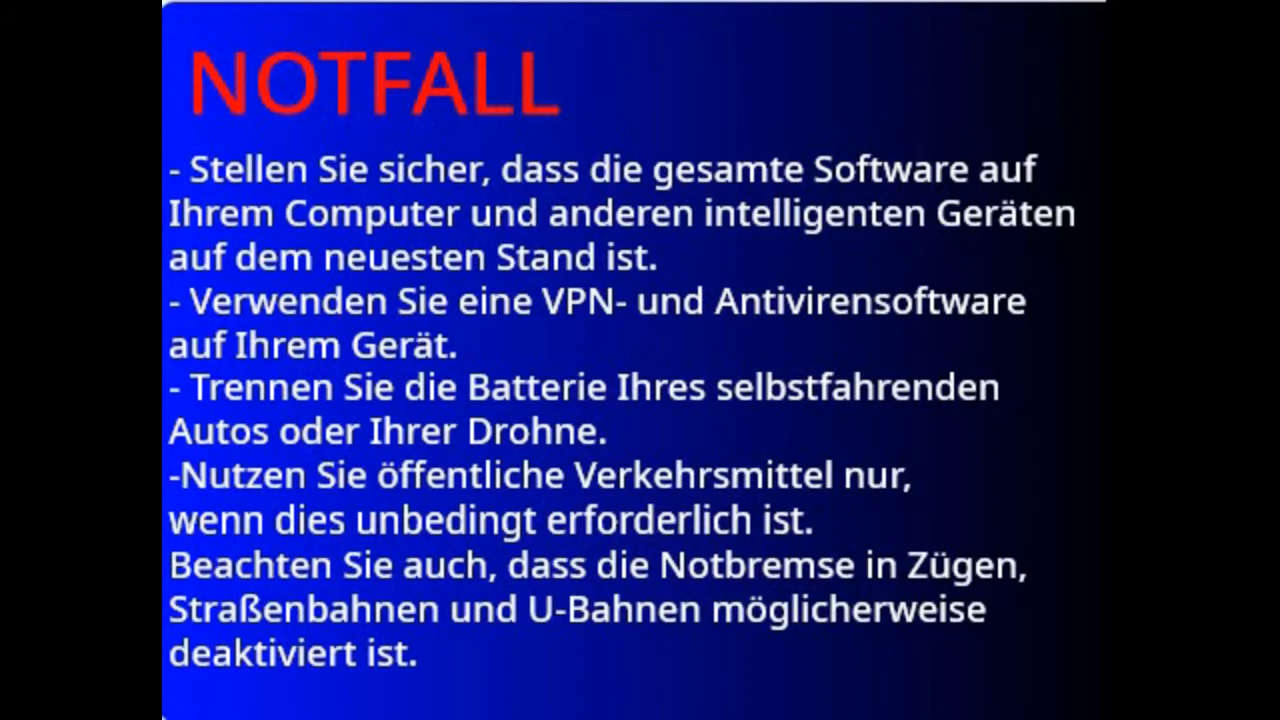 NOTFALL
- Stellen Sie sicher, dass die gesamte Software auf
Ihrem Computer und anderen intelligenten Geräten
auf dem neuesten Stand ist.
- Verwenden Sie eine VPN- und Antivirensoftware
auf Ihrem Gerät.
- Trennen Sie die Batterie Ihres selbstfahrenden
Autos oder Ihrer Drohne.
-Nutzen Sie öffentliche Verkehrsmittel nur,
wenn dies unbedingt erforderlich ist.
Beachten Sie auch, dass die Notbremse in Zügen,
Straßenbahnen und U-Bahnen möglicherweise
deaktiviert ist.